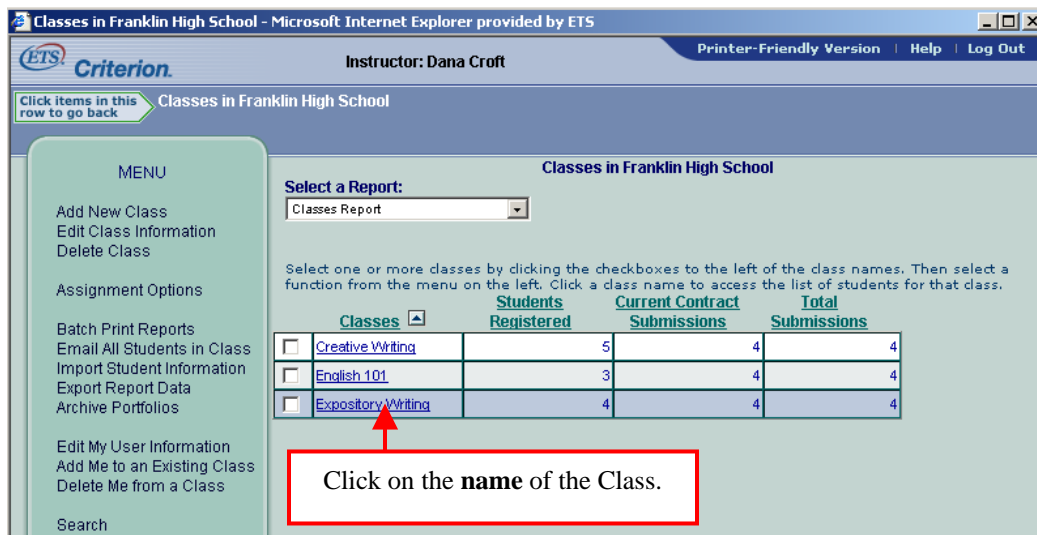 Classes in Franklin High School - Microsoft Internet Explorer provided by ETS
ETS Criterion.
Instructor: Dana Croft
Printer-Friendly Version | Help | Log Out
Click items in this
row to go back
Classes in Franklin High School
MENU
Add New Class
Edit Class Information
Delete Class
Assignment Options
Batch Print Reports
Email All Students in Class
Import Student Information
Export Report Data
Archive Portfolios
Edit My User Information
Add Me to an Existing Class
Delete Me from a Class
Search
Classes in Franklin High School
Select a Report:
Classes Report
Select one or more classes by clicking the checkboxes to the left of the class names. Then select a
function from the menu on the left. Click a class name to access the list of students for that class.
Classes Students Registered Current Contract Submissions Total Submissions
Creative Writing 5 4 4
English 101 3 4 4
Expository Writing 4 4 4
Click on the name of the Class.